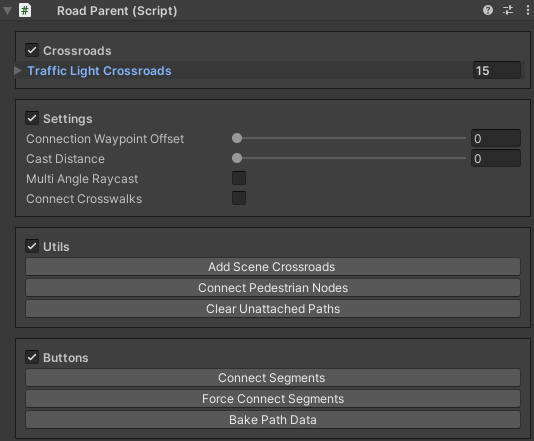 Road Parent (Script)
Crossroads
Traffic Light Crossroads 15
Settings
Connection Waypoint Offset 0
Cast Distance 0
Multi Angle Raycast
Connect Crosswalks
Utils
Add Scene Crossroads
Connect Pedestrian Nodes
Clear Unattached Paths
Buttons
Connect Segments
Force Connect Segments
Bake Path Data